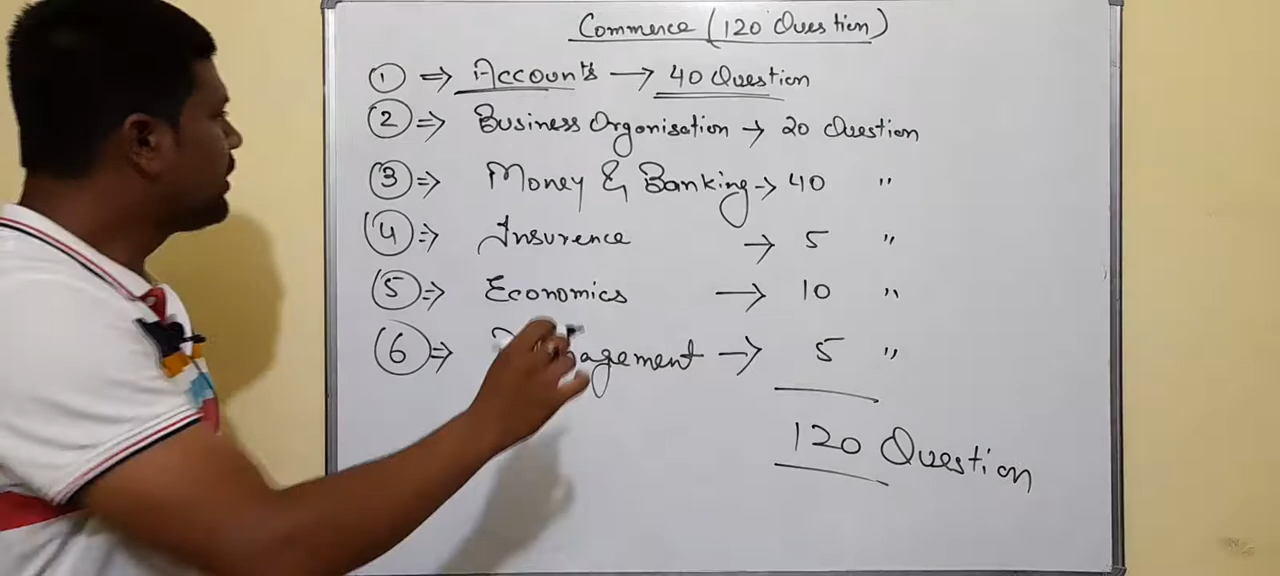 Commerce (120 Question)
① ⇒ Accounts → 40 Question
② ⇒ Business Organisation → 20 Question
③ ⇒ Money & Banking → 40 "
④ ⇒ Insurence → 5 "
⑤ ⇒ Economics → 10 "
⑥ ⇒ agement → 5 "
120 Question